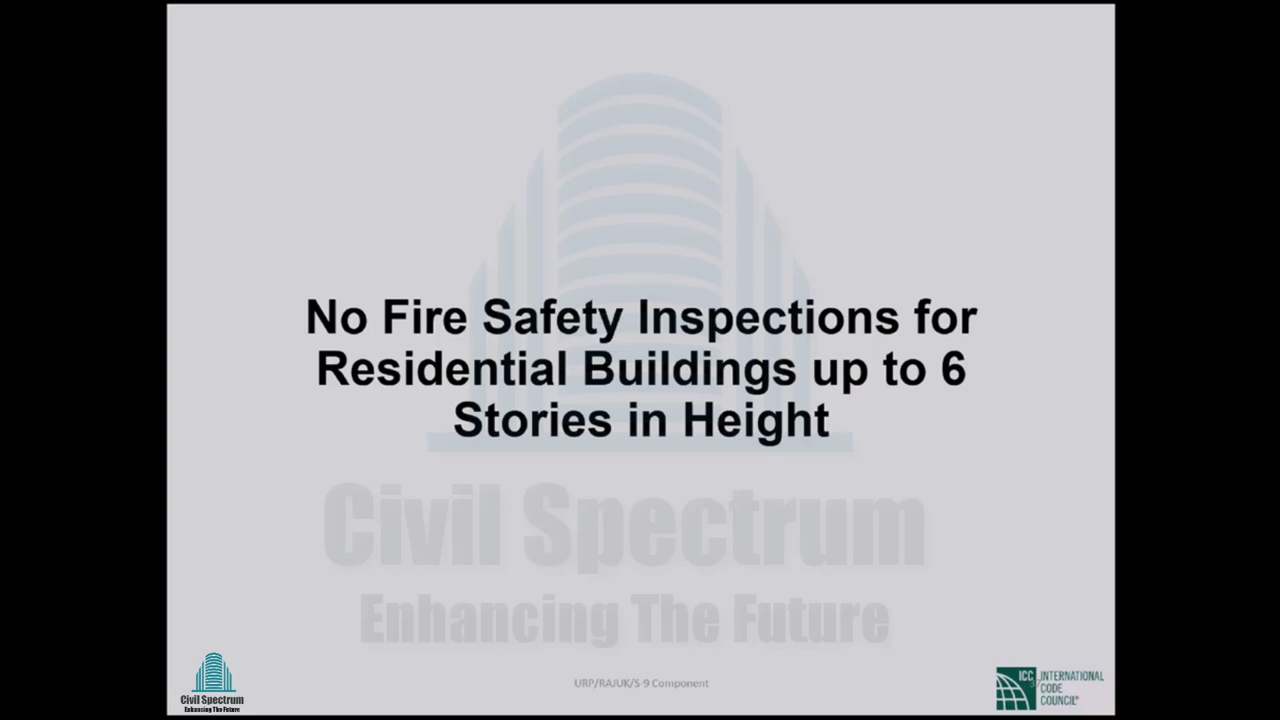 No Fire Safety Inspections for
Residential Buildings up to 6
Stories in Height
Civil Spectrum
Enhancing The Future
Civil Spectrum
Enhancing The Future
URP/RAJUK/S-9 Component
ICC INTERNATIONAL
CODE
COUNCIL®